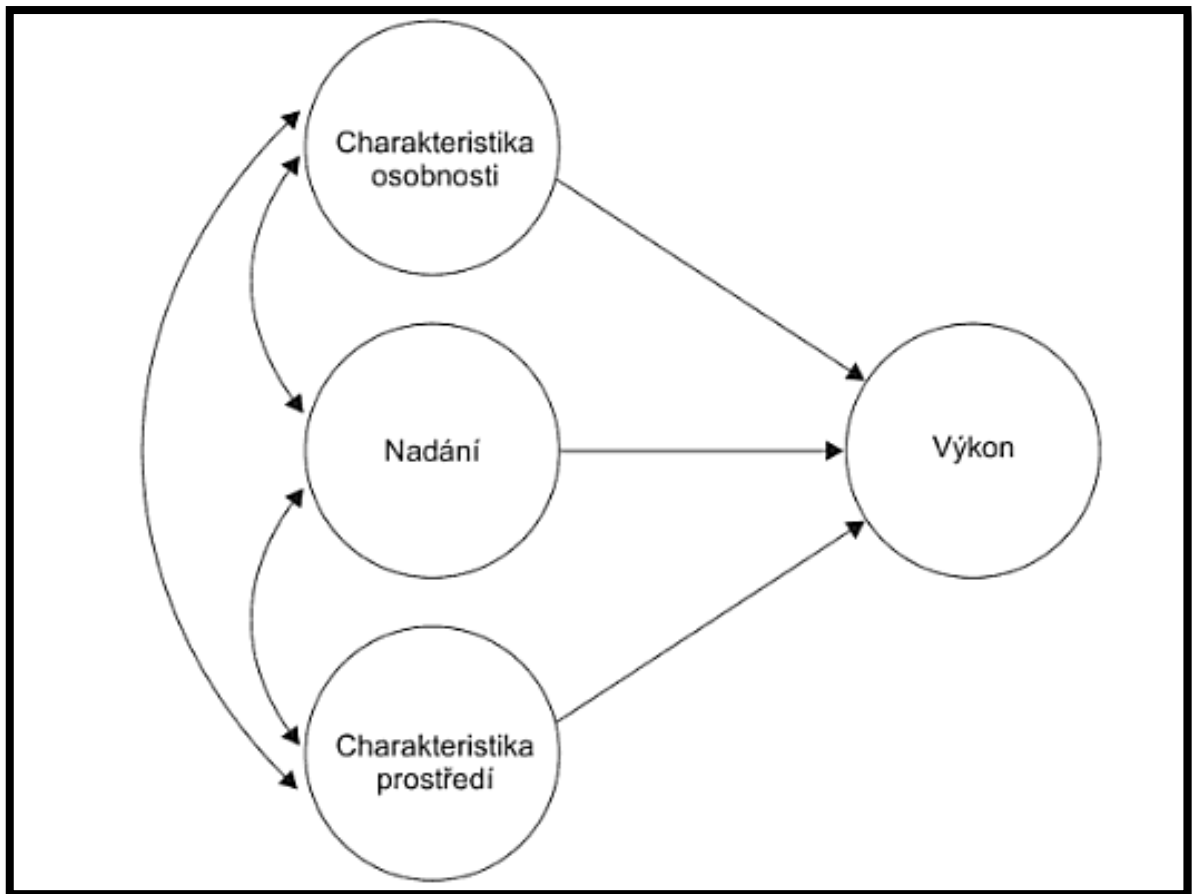 Charakteristika
osobnosti
Nadání
Výkon
Charakteristika
prostředí